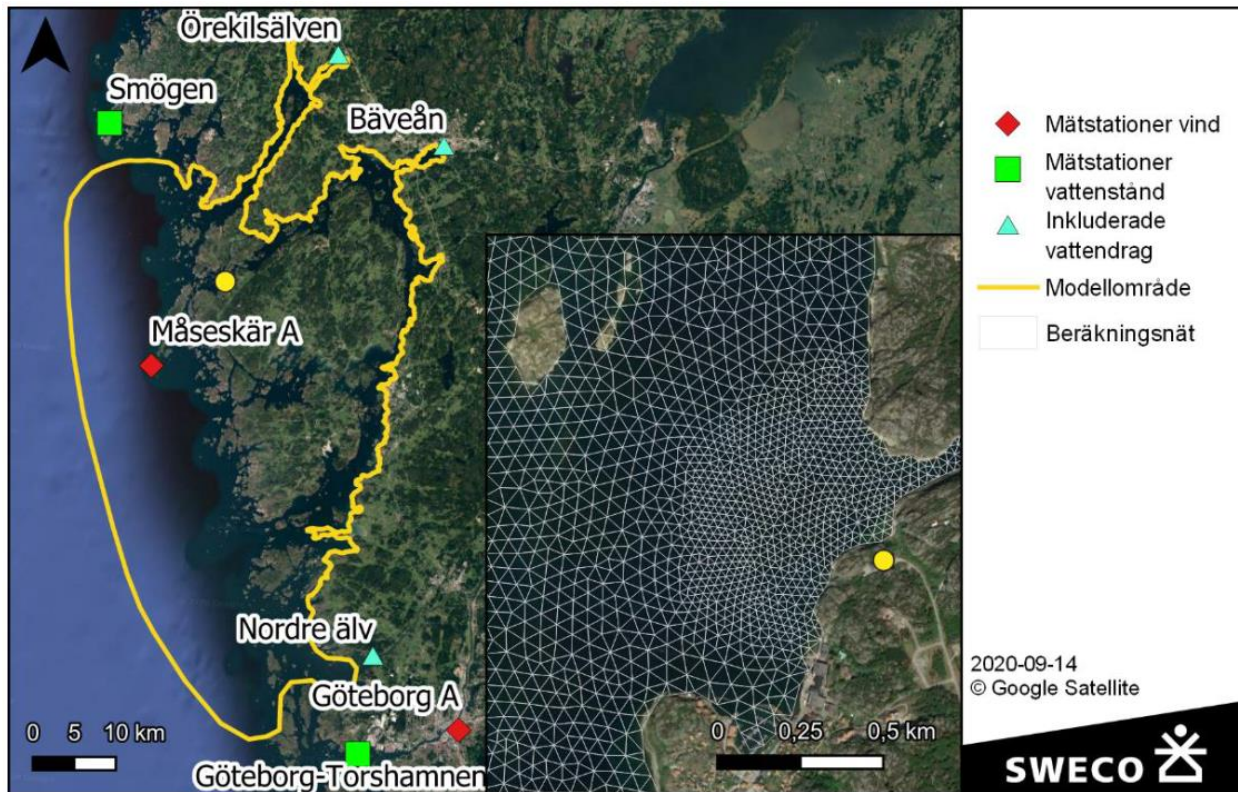 Örekilsälven
Smögen
Bäveån
Måseskär A
Nordre älv
Göteborg A
Göteborg-Torshamnen
0 5 10 km
0 0,25 0,5 km
Mätstationer vind
Mätstationer
vattenstånd
Inkluderade
vattendrag
Modellområde
Beräkningsnät
2020-09-14
© Google Satellite
SWECO